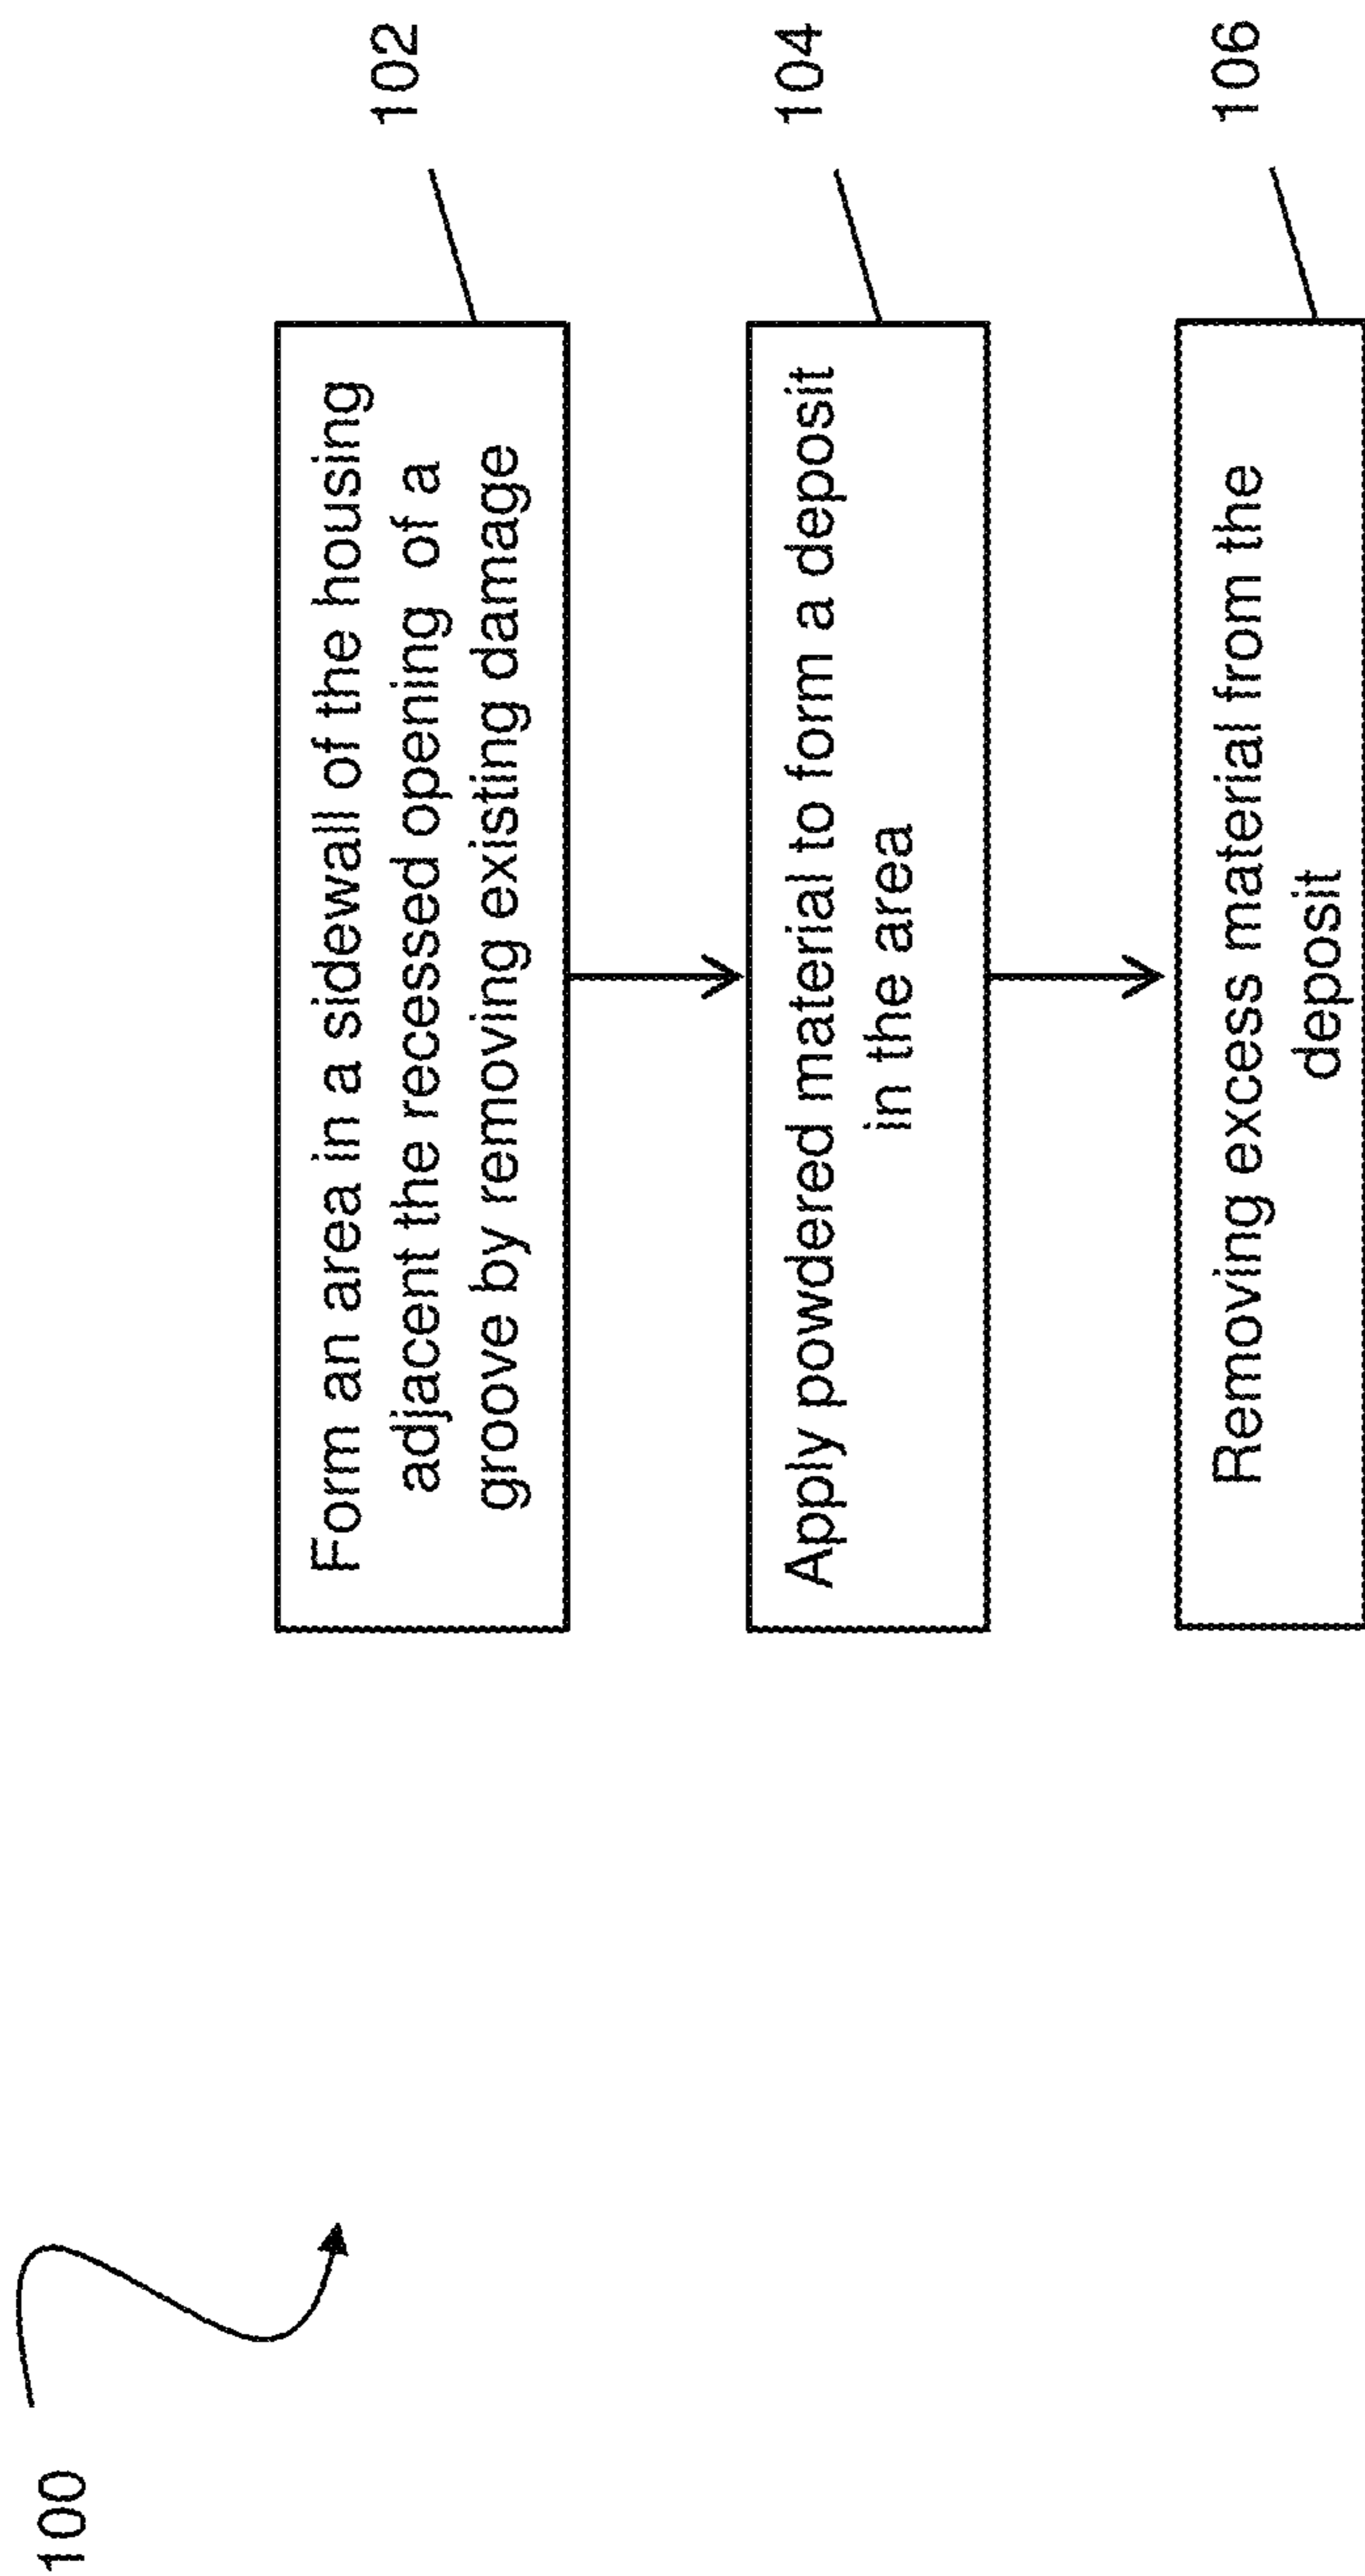 100
Form an area in a sidewall of the housing
adjacent the recessed opening of a
groove by removing existing damage
102
Apply powdered material to form a deposit
in the area
104
Removing excess material from the
deposit
106